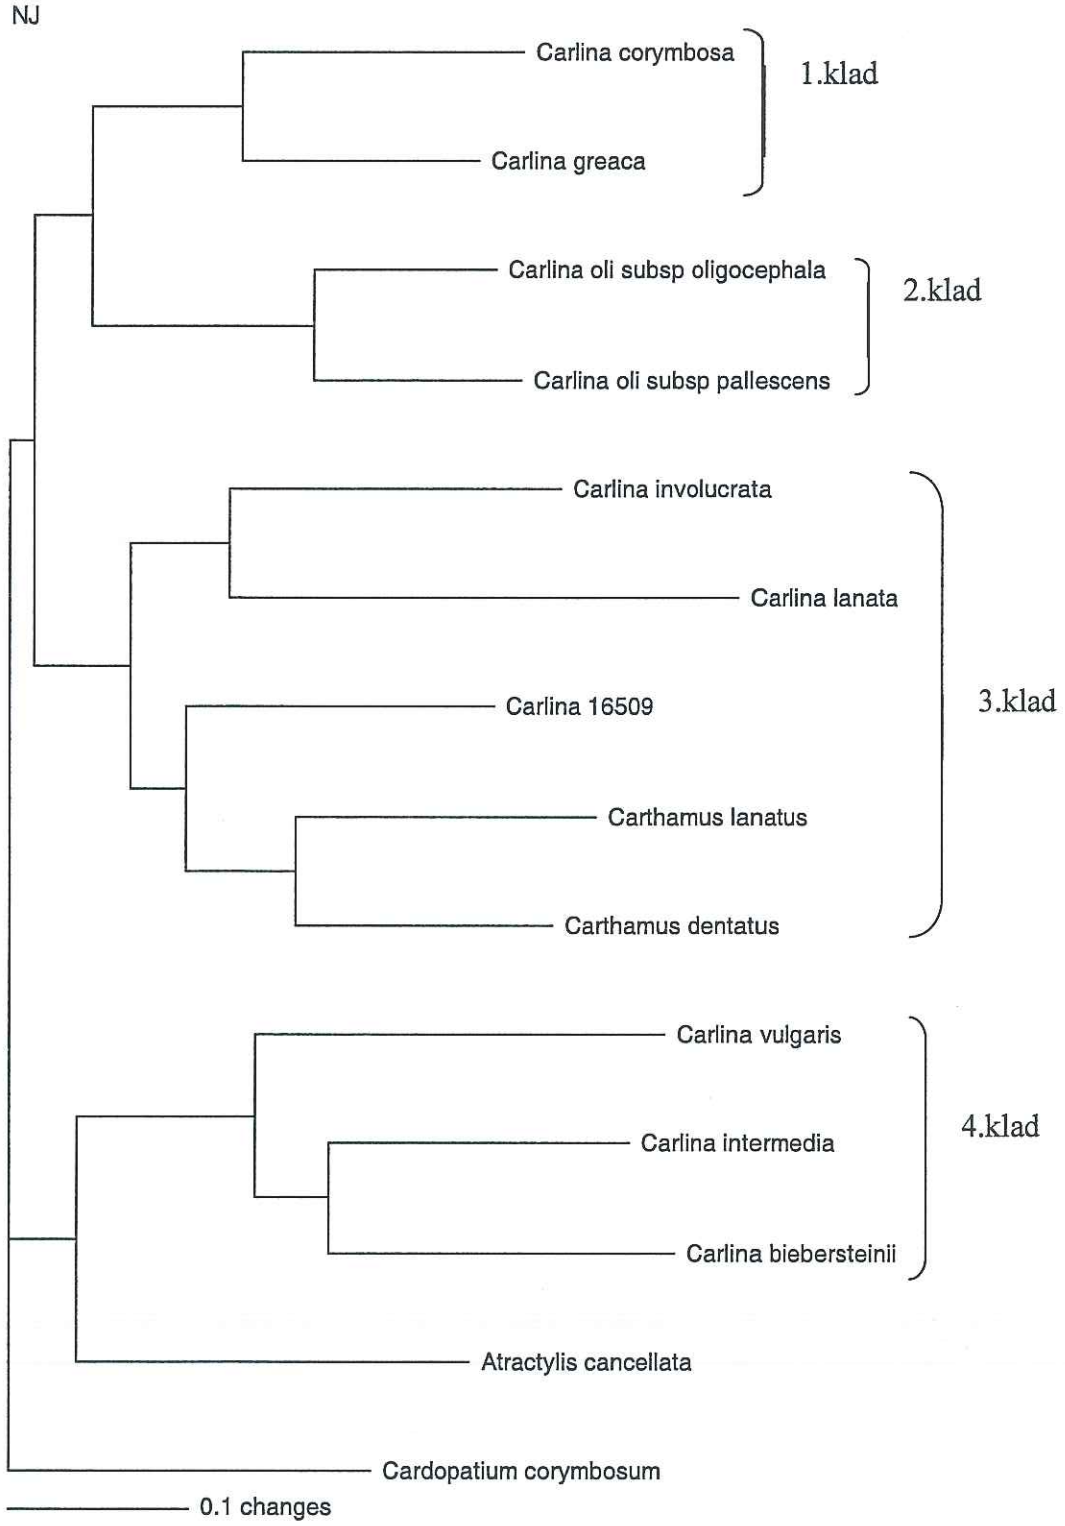 NJ
Carlina corymbosa
1.klad
Carlina greaca
Carlina oli subsp oligocephala
2.klad
Carlina oli subsp pallescens
Carlina involucrata
Carlina lanata
Carlina 16509
3.klad
Carthamus lanatus
Carthamus dentatus
Carlina vulgaris
4.klad
Carlina intermedia
Carlina biebersteinii
Atractylis cancellata
Cardopatium corymbosum
0.1 changes